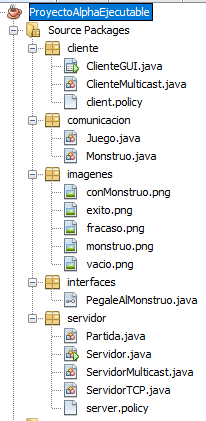 ProyectoAlphaEjecutable
Source Packages
cliente
ClienteGUI.java
ClienteMulticast.java
client.policy
comunicacion
Juego.java
Monstruo.java
imagenes
conMonstruo.png
exito.png
fracaso.png
monstruo.png
vacio.png
interfaces
PegaleAlMonstruo.java
servidor
Partida.java
Servidor.java
ServidorMulticast.java
ServidorTCP.java
server.policy